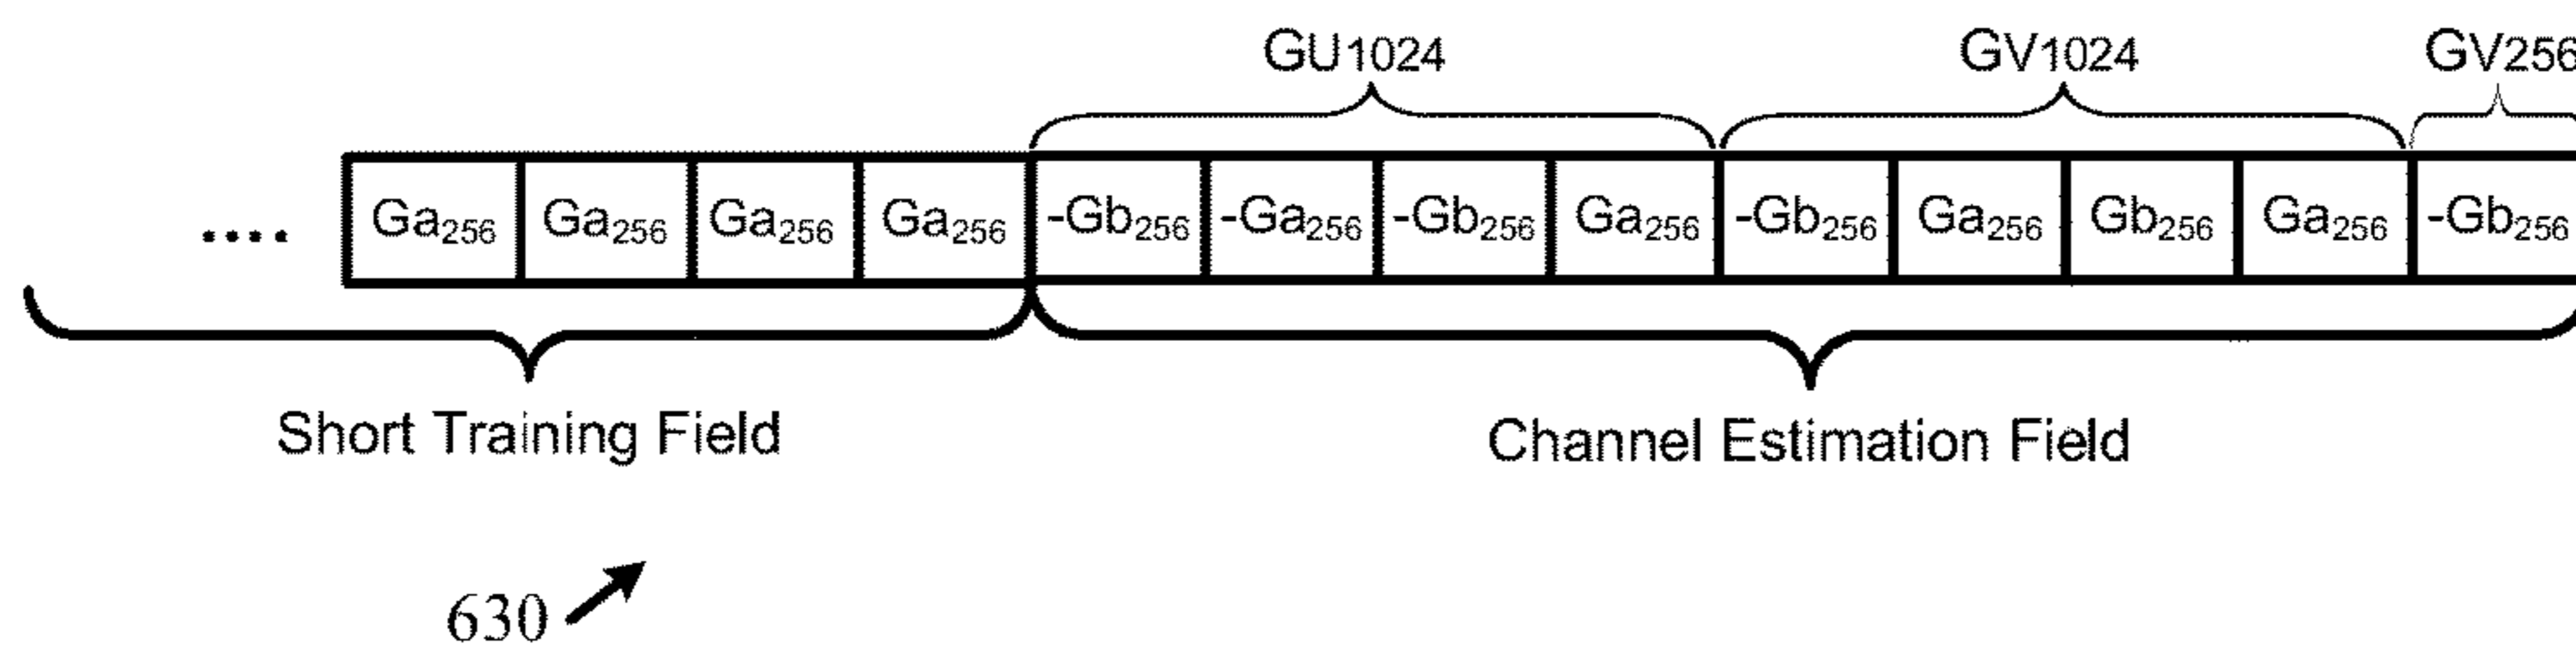 GU1024 GV1024 GV256
.... Ga256 Ga256 Ga256 Ga256 -Gb256 -Ga256 -Gb256 Ga256 -Gb256 Ga256 Gb256 Ga256 -Gb256
Short Training Field Channel Estimation Field
630